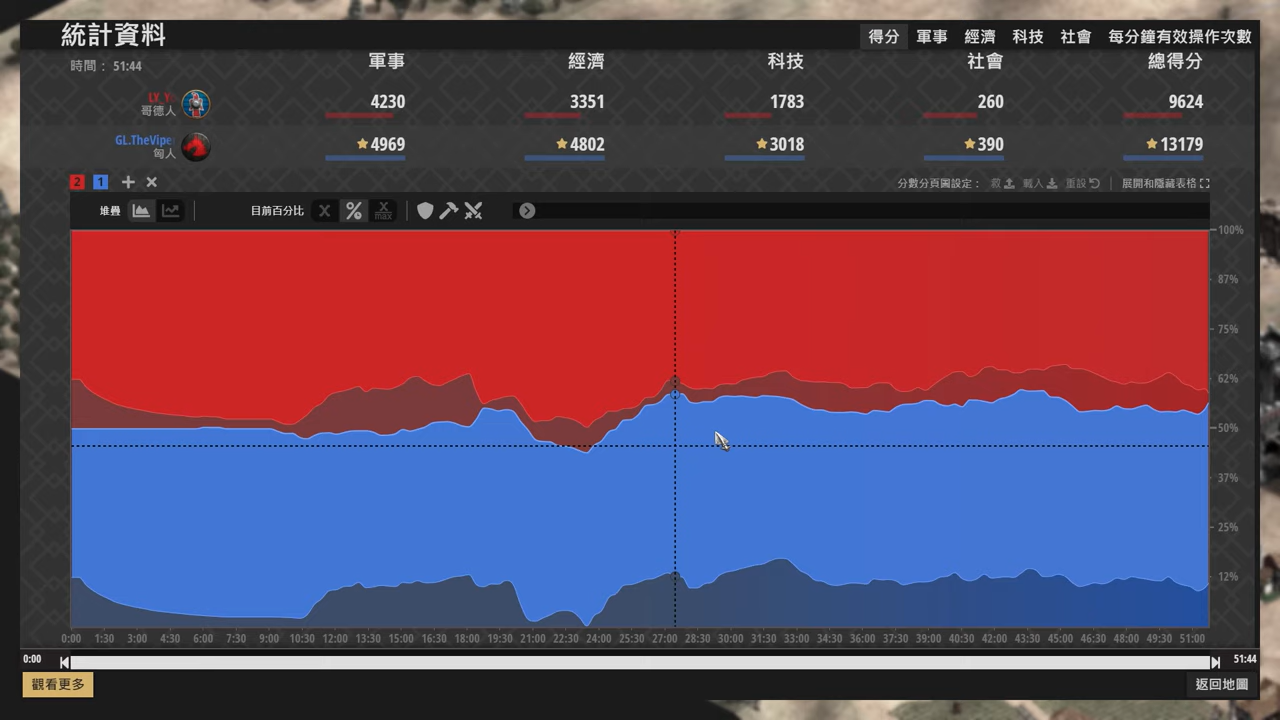 統計資料
得分 軍事 經濟 科技 社會 每分鐘有效操作次數
時間： 51:44
軍事 經濟 科技 社會 總得分
4230 3351 1783 260 9624
哥德人
GL.TheVipe
4969 4802 3018 390 13179
匈人
2 1
分數分頁圖設定： 載入 重設 展開和隱藏表格
堆疊 目前百分比 X % X max
100%
87%
75%
62%
50%
37%
25%
12%
0:00 1:30 3:00 4:30 6:00 7:30 9:00 10:30 12:00 13:30 15:00 16:30 18:00 19:30 21:00 22:30 24:00 25:30 27:00 28:30 30:00 31:30 33:00 34:30 36:00 37:30 39:00 40:30 42:00 43:30 45:00 46:30 48:00 49:30 51:00
0:00 51:44
觀看更多 返回地圖